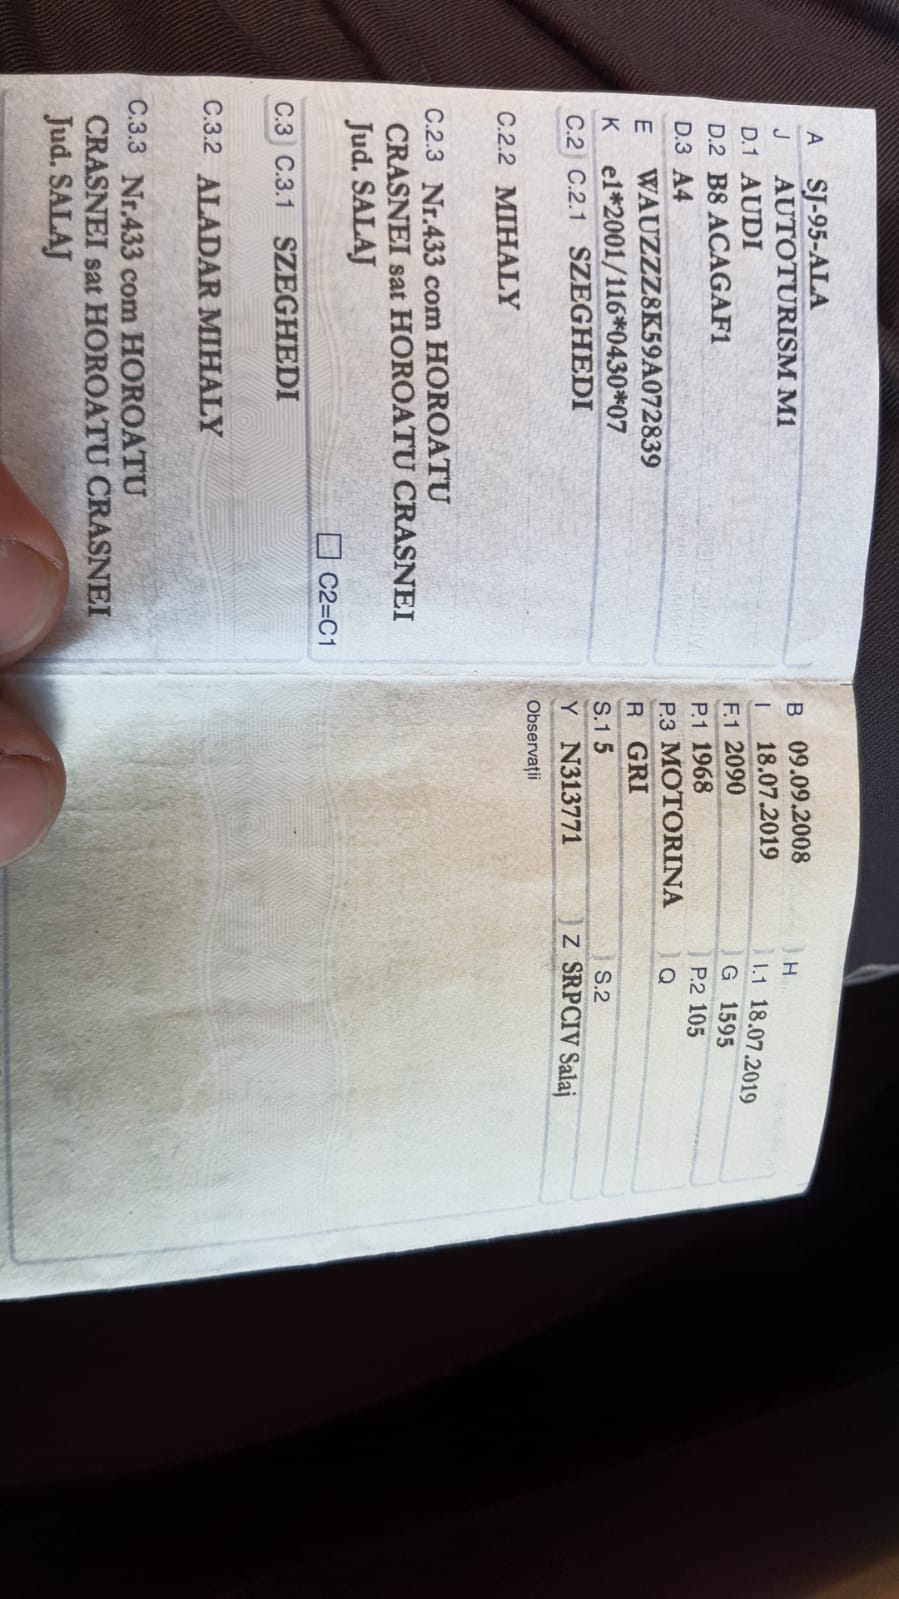 A SJ-95-ALA
J AUTOTURISM M1
D.1 AUDI
D.2 B8 ACAGAF1
D.3 A4
E WAUZZZ8K59A072839
K e1*2001/116*0430*07
C.2 C.2.1 SZEGHEDI
C.2.2 MIHALY
C.2.3 Nr.433 com HOROATU
CRASNEI sat HOROATU CRASNEI
Jud. SALAJ
C2=C1
C.3 C.3.1 SZEGHEDI
C.3.2 ALADAR MIHALY
C.3.3 Nr.433 com HOROATU
CRASNEI sat HOROATU CRASNEI
Jud. SALAJ
B 09.09.2008 H
I 18.07.2019 I.1 18.07.2019
F.1 2090 G 1595
P.1 1968 P.2 105
P.3 MOTORINA Q
R GRI
S.1 5 S.2
Y N313771 Z SRPCIV Salaj
Observații